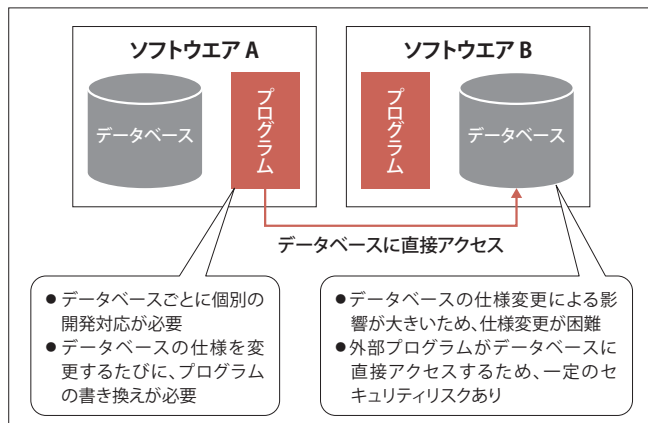 ソフトウエア A
ソフトウエア B
データベース
プログラム
プログラム
データベース
データベースに直接アクセス
●データベースごとに個別の
開発対応が必要
●データベースの仕様を変
更するたびに、プログラム
の書き換えが必要
●データベースの仕様変更による影
響が大きいため、仕様変更が困難
●外部プログラムがデータベースに
直接アクセスするため、一定のセ
キュリティリスクあり